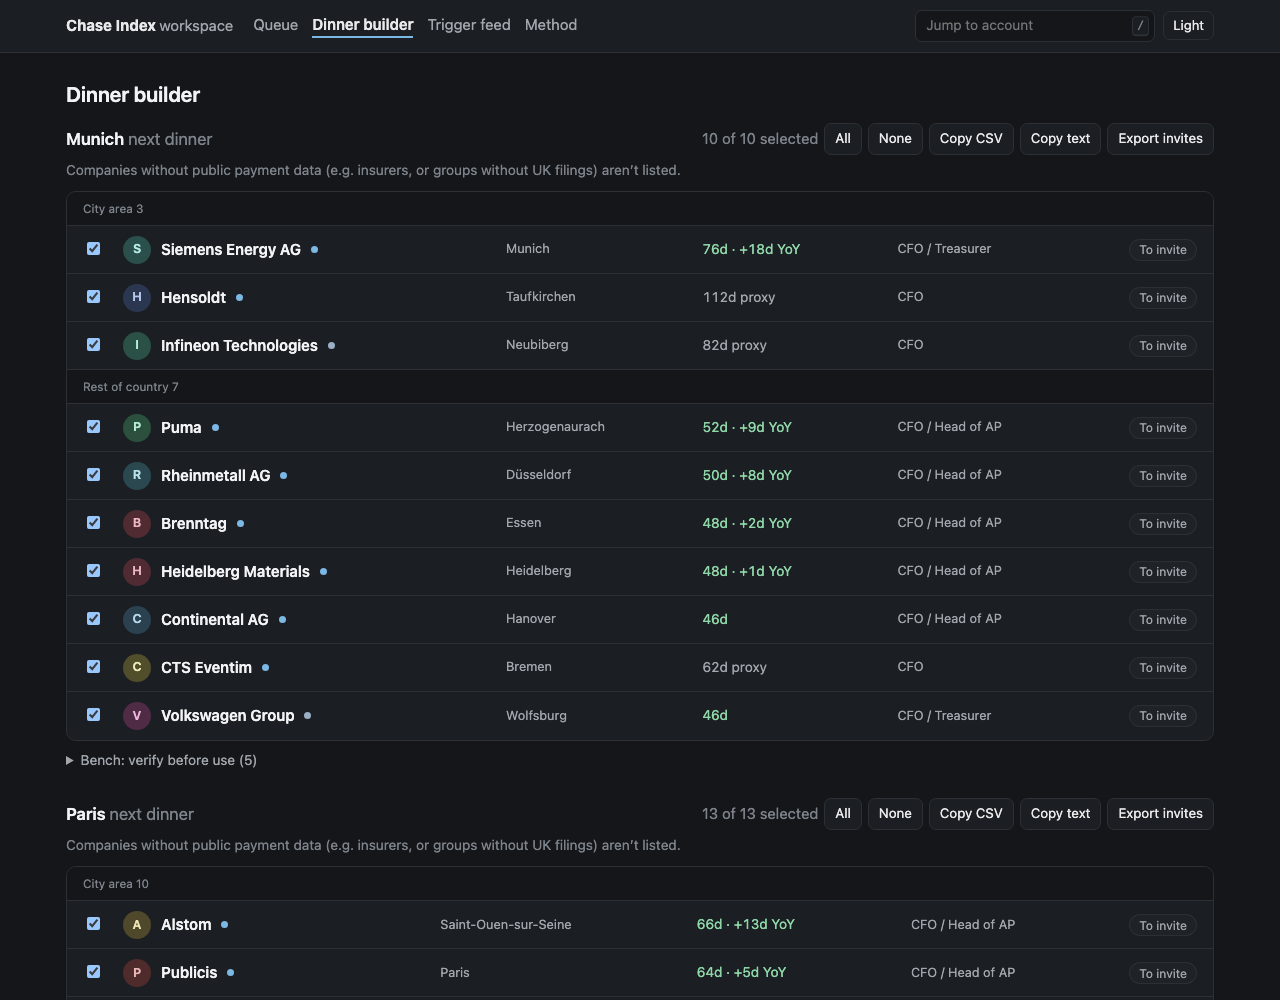 Chase Index workspace Queue Dinner builder Trigger feed Method Jump to account / Light
Dinner builder
Munich next dinner 10 of 10 selected All None Copy CSV Copy text Export invites
Companies without public payment data (e.g. insurers, or groups without UK filings) aren’t listed.
City area 3
S Siemens Energy AG Munich 76d · +18d YoY CFO / Treasurer To invite
H Hensoldt Taufkirchen 112d proxy CFO To invite
I Infineon Technologies Neubiberg 82d proxy CFO To invite
Rest of country 7
P Puma Herzogenaurach 52d · +9d YoY CFO / Head of AP To invite
R Rheinmetall AG Düsseldorf 50d · +8d YoY CFO / Head of AP To invite
B Brenntag Essen 48d · +2d YoY CFO / Head of AP To invite
H Heidelberg Materials Heidelberg 48d · +1d YoY CFO / Head of AP To invite
C Continental AG Hanover 46d CFO / Head of AP To invite
C CTS Eventim Bremen 62d proxy CFO To invite
V Volkswagen Group Wolfsburg 46d CFO / Treasurer To invite
Bench: verify before use (5)
Paris next dinner 13 of 13 selected All None Copy CSV Copy text Export invites
Companies without public payment data (e.g. insurers, or groups without UK filings) aren’t listed.
City area 10
A Alstom Saint-Ouen-sur-Seine 66d · +13d YoY CFO / Head of AP To invite
P Publicis Paris 64d · +5d YoY CFO / Head of AP To invite